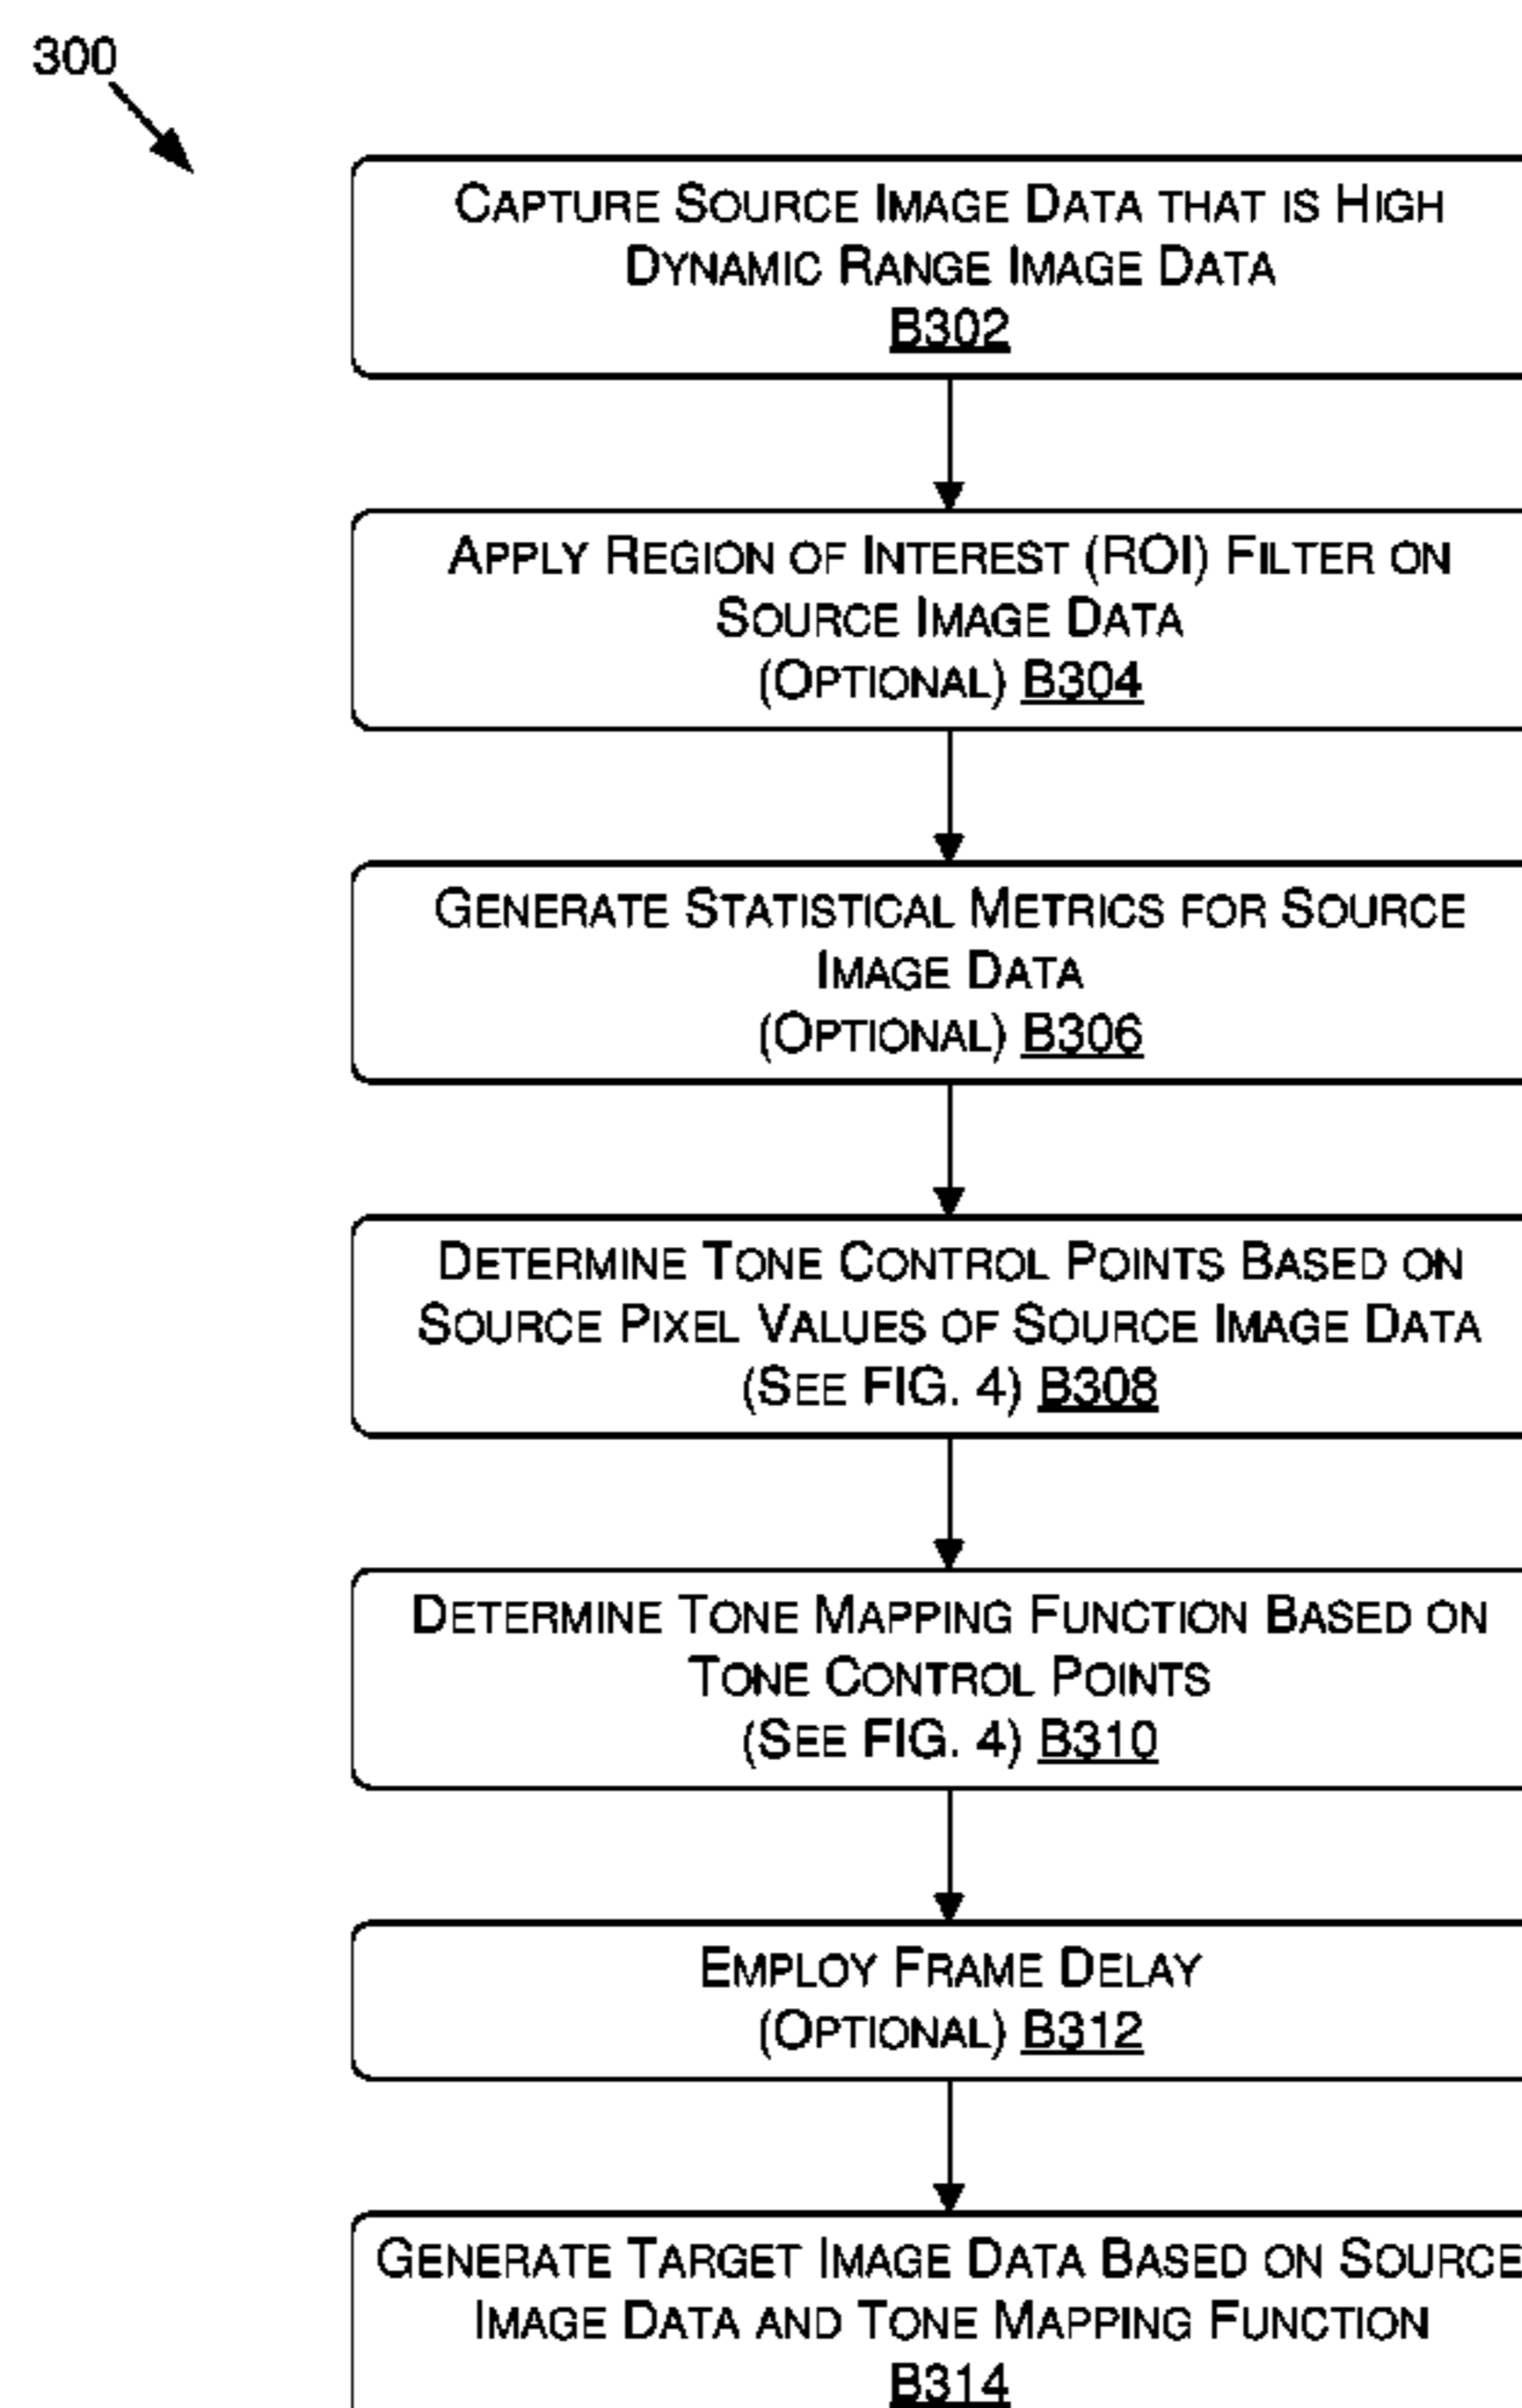 300
CAPTURE SOURCE IMAGE DATA THAT IS HIGH
DYNAMIC RANGE IMAGE DATA
B302
APPLY REGION OF INTEREST (ROI) FILTER ON
SOURCE IMAGE DATA
(OPTIONAL) B304
GENERATE STATISTICAL METRICS FOR SOURCE
IMAGE DATA
(OPTIONAL) B306
DETERMINE TONE CONTROL POINTS BASED ON
SOURCE PIXEL VALUES OF SOURCE IMAGE DATA
(SEE FIG. 4) B308
DETERMINE TONE MAPPING FUNCTION BASED ON
TONE CONTROL POINTS
(SEE FIG. 4) B310
EMPLOY FRAME DELAY
(OPTIONAL) B312
GENERATE TARGET IMAGE DATA BASED ON SOURCE
IMAGE DATA AND TONE MAPPING FUNCTION
B314